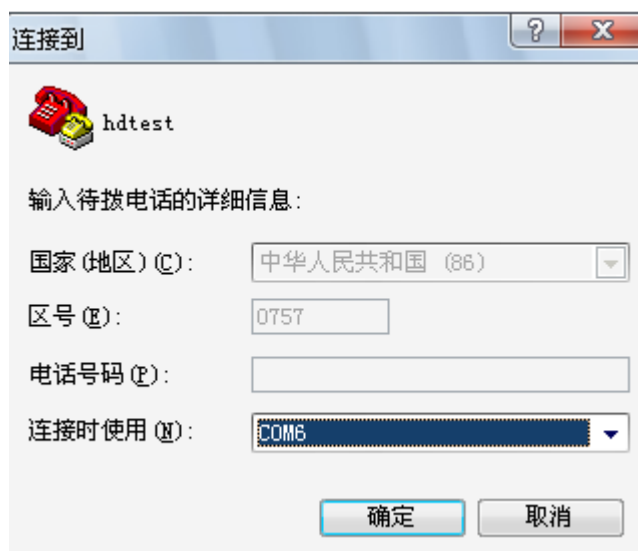 连接到
hdtest
输入待拨电话的详细信息:
国家(地区)(C): 中华人民共和国 (86)
区号(E): 0757
电话号码(P):
连接时使用(N): COM6
确定 取消